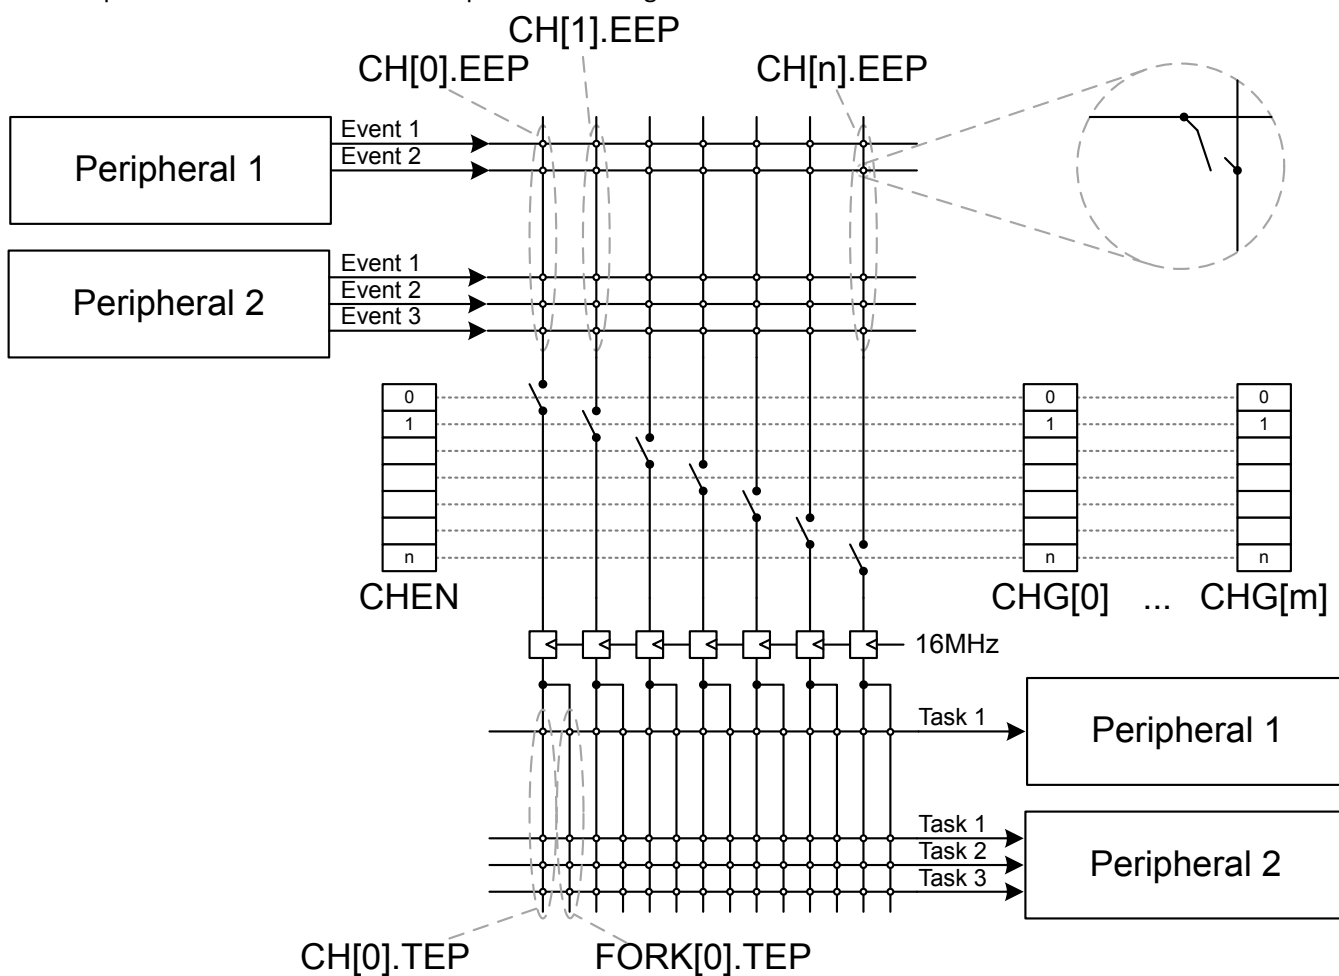 CH[1].EEP
CH[0].EEP
CH[n].EEP
Peripheral 1
Event 1
Event 2
Peripheral 2
Event 1
Event 2
Event 3
0
1
n
CHEN
0
1
n
CHG[0]
...
0
1
n
CHG[m]
16MHz
Task 1
Peripheral 1
Task 1
Task 2
Task 3
Peripheral 2
CH[0].TEP
FORK[0].TEP